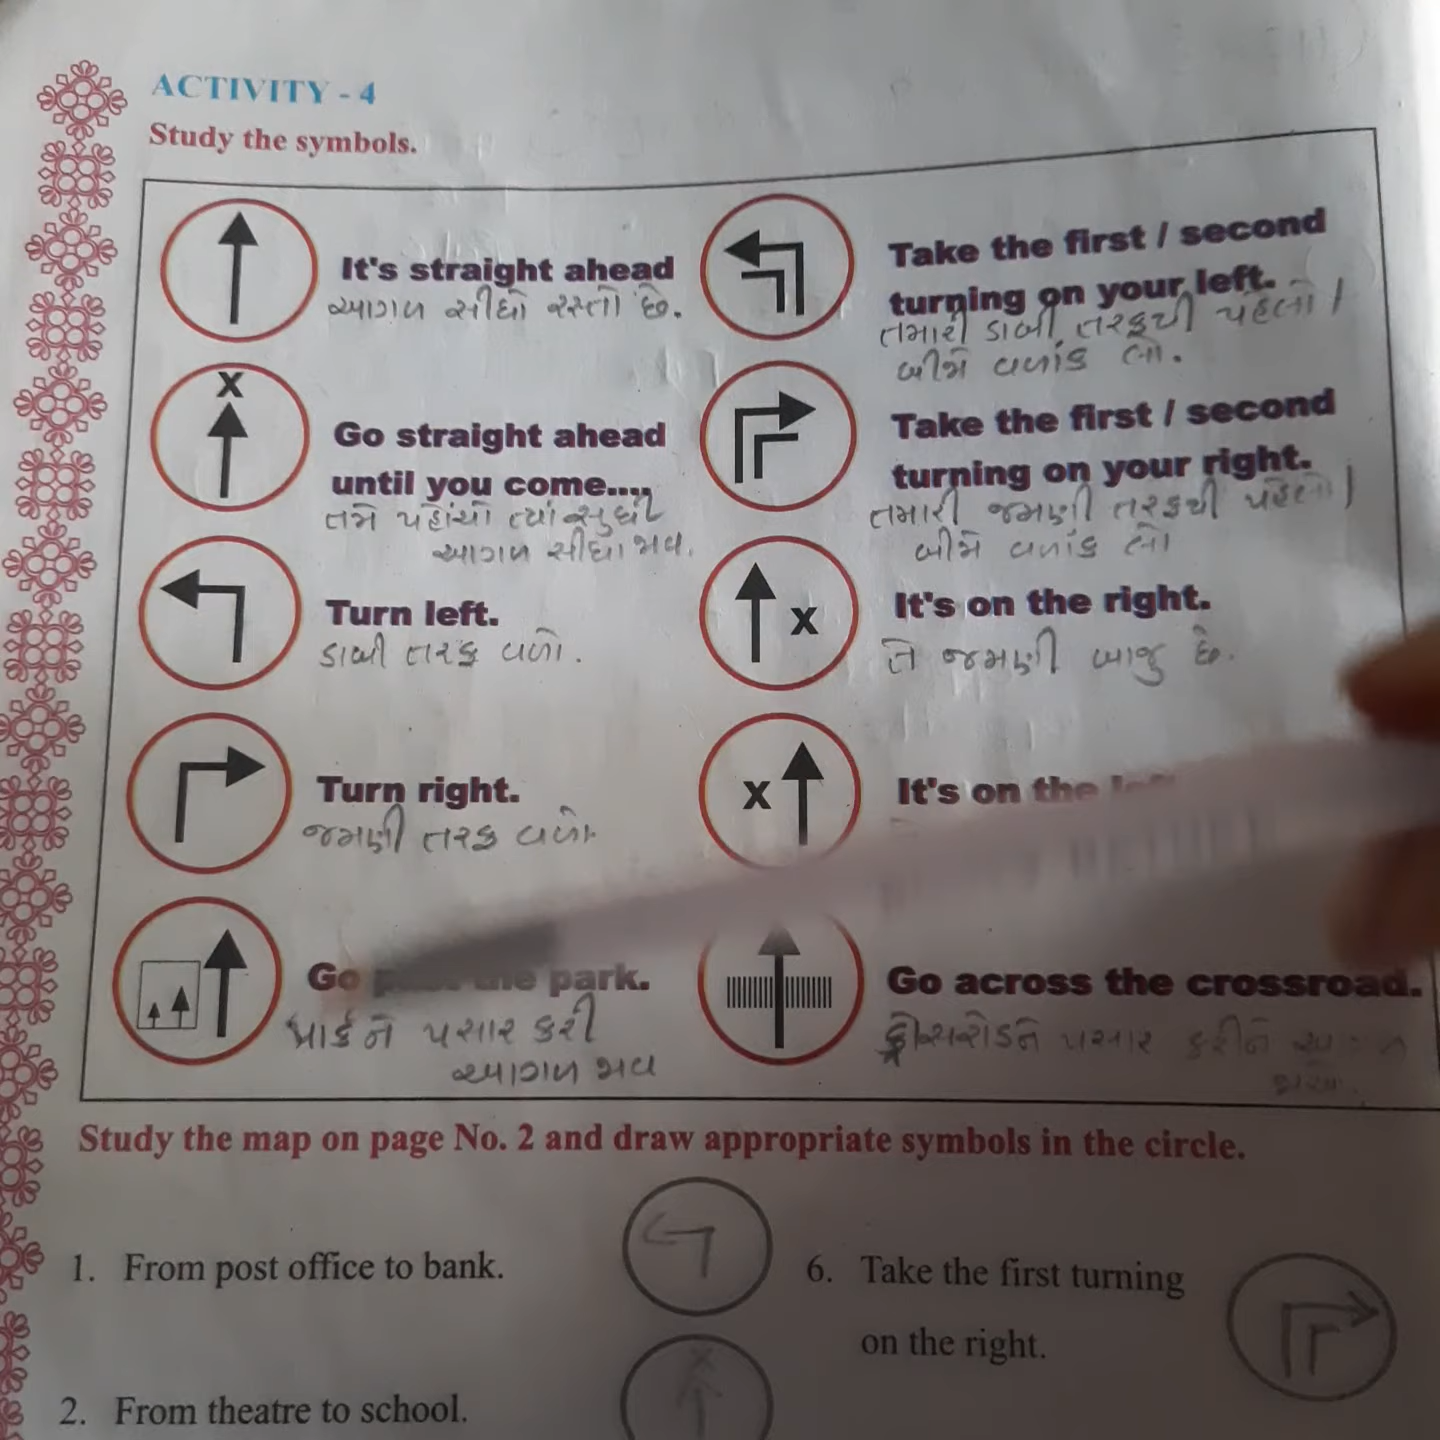 ACTIVITY - 4
Study the symbols.
It's straight ahead
આગળ સીધો રસ્તો છે.
X
Go straight ahead
until you come....
તમે પહોંચો ત્યાં સુધી
આગળ સીધા જાવ.
Turn left.
ડાબી તરફ વળો.
Turn right.
જમણી તરફ વળો
Go the park.
પાર્કને પસાર કરી
આગળ જાવ
Take the first / second
turning on your left.
તમારી ડાબી તરફથી પહેલો /
બીજો વળાંક લો.
Take the first / second
turning on your right.
તમારી જમણી તરફથી પહેલો /
બીજો વળાંક લો
X
It's on the right.
તે જમણી બાજુ છે.
X
It's on the
Go across the crossroad.
ક્રોસરોડને પસાર કરીને
Study the map on page No. 2 and draw appropriate symbols in the circle.
1. From post office to bank.
2. From theatre to school.
X
6. Take the first turning
on the right.